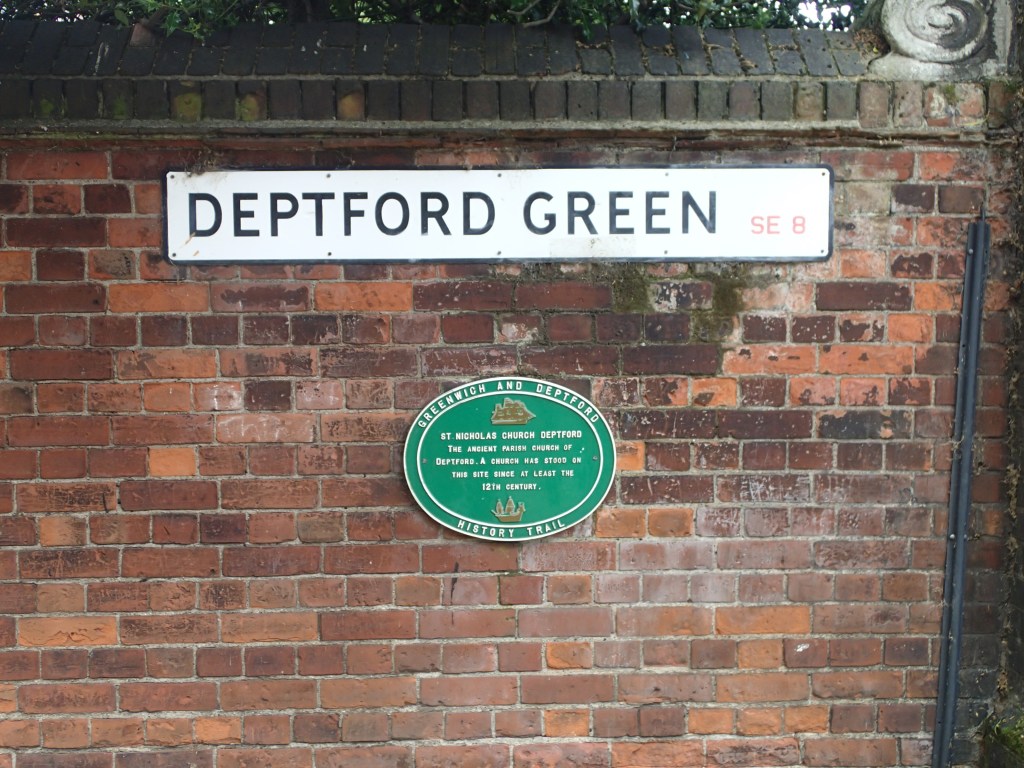 DEPTFORD GREEN SE 8
GREENWICH AND DEPTFORD
ST. NICHOLAS CHURCH DEPTFORD
THE ANCIENT PARISH CHURCH OF
DEPTFORD. A CHURCH HAS STOOD ON
THIS SITE SINCE AT LEAST THE
12TH CENTURY.
HISTORY TRAIL